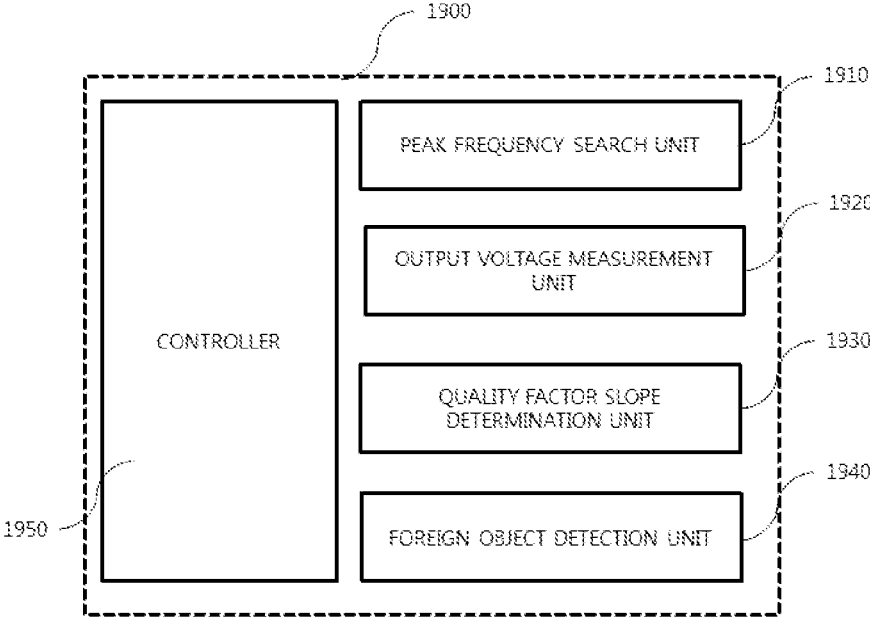 1900
1910
PEAK FREQUENCY SEARCH UNIT
1920
OUTPUT VOLTAGE MEASUREMENT
UNIT
CONTROLLER
1930
QUALITY FACTOR SLOPE
DETERMINATION UNIT
1940
1950
FOREIGN OBJECT DETECTION UNIT